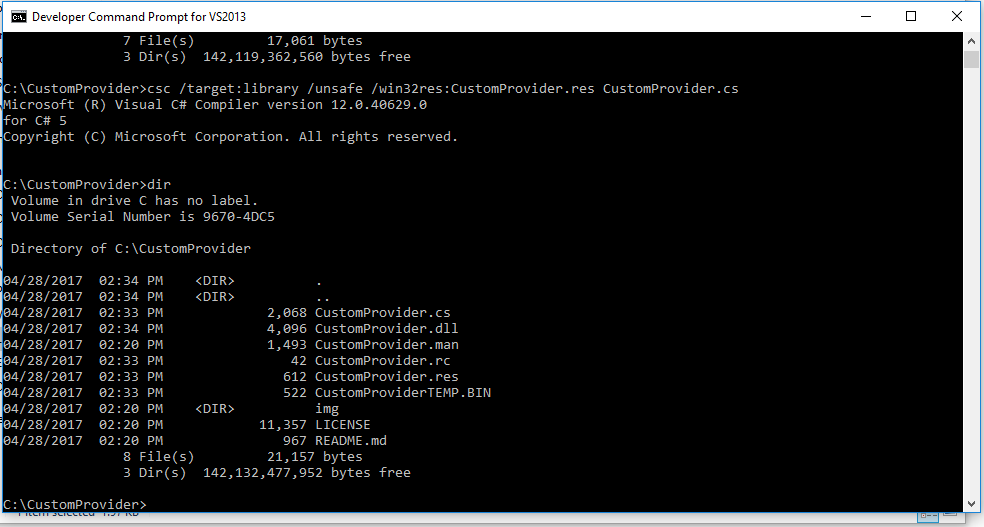 Developer Command Prompt for VS2013
7 File(s) 17,061 bytes
3 Dir(s) 142,119,362,560 bytes free
C:\CustomProvider>csc /target:library /unsafe /win32res:CustomProvider.res CustomProvider.cs
Microsoft (R) Visual C# Compiler version 12.0.40629.0
for C# 5
Copyright (C) Microsoft Corporation. All rights reserved.
C:\CustomProvider>dir
Volume in drive C has no label.
Volume Serial Number is 9670-4DC5
Directory of C:\CustomProvider
04/28/2017 02:34 PM <DIR> .
04/28/2017 02:34 PM <DIR> ..
04/28/2017 02:33 PM 2,068 CustomProvider.cs
04/28/2017 02:34 PM 4,096 CustomProvider.dll
04/28/2017 02:20 PM 1,493 CustomProvider.man
04/28/2017 02:33 PM 42 CustomProvider.rc
04/28/2017 02:33 PM 612 CustomProvider.res
04/28/2017 02:33 PM 522 CustomProviderTEMP.BIN
04/28/2017 02:20 PM <DIR> img
04/28/2017 02:20 PM 11,357 LICENSE
04/28/2017 02:20 PM 967 README.md
8 File(s) 21,157 bytes
3 Dir(s) 142,132,477,952 bytes free
C:\CustomProvider>